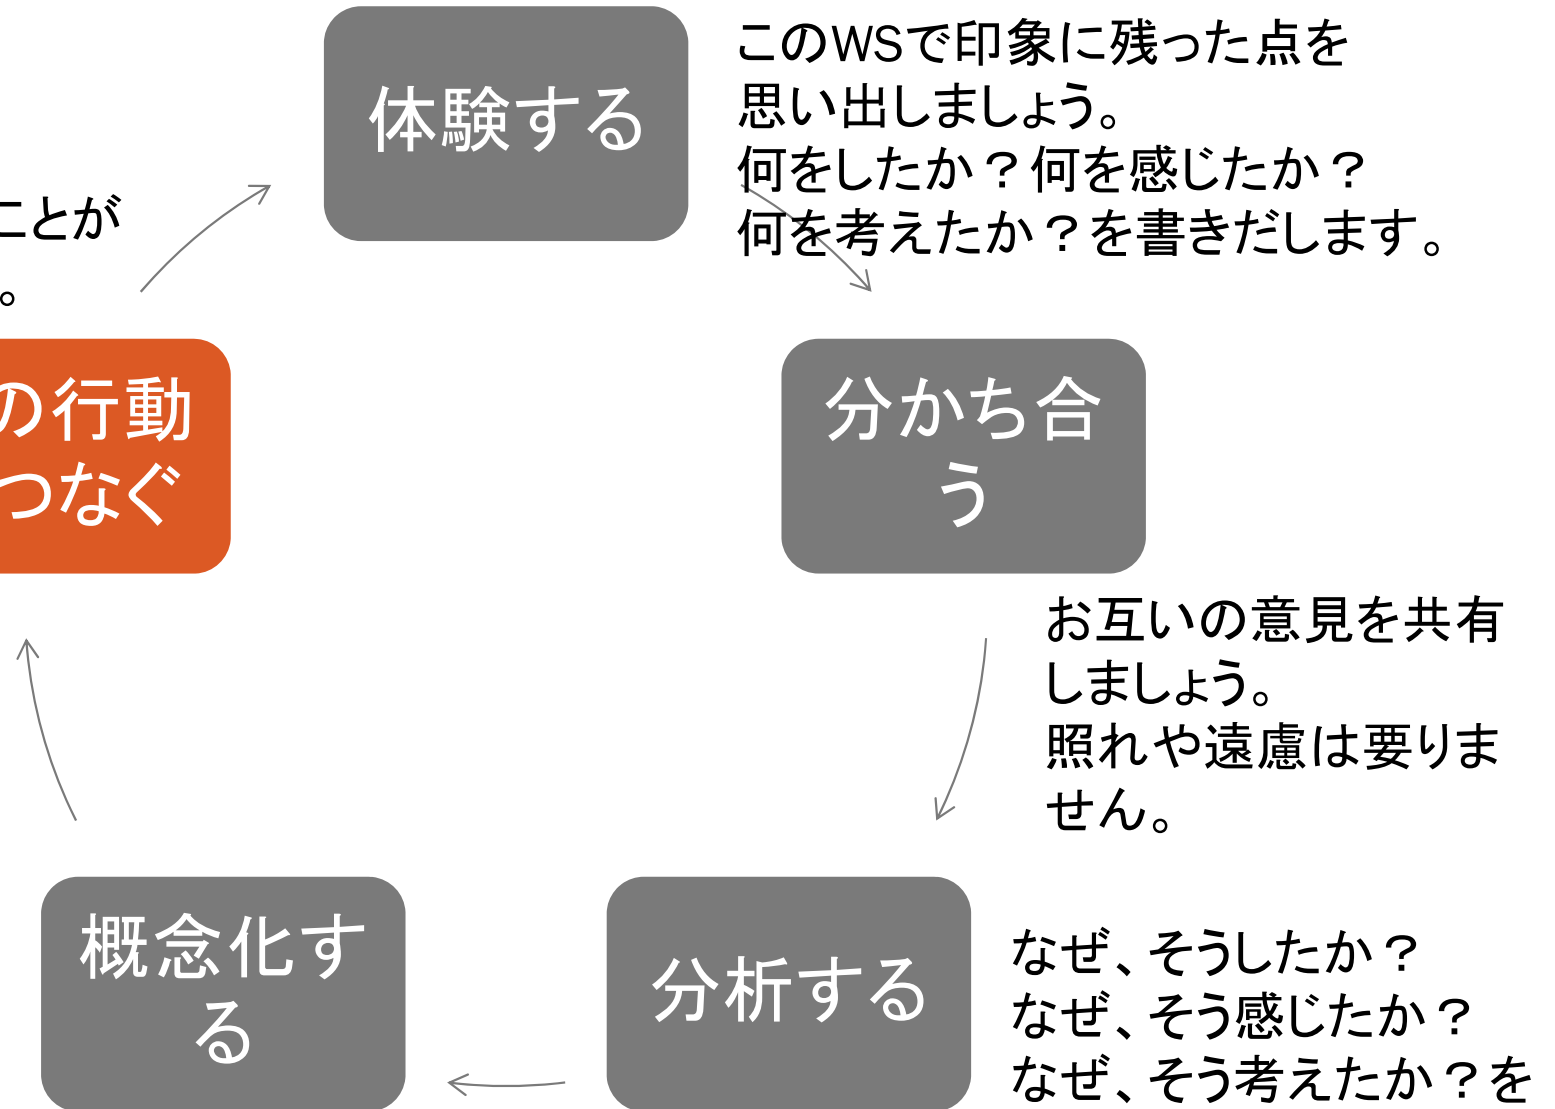 体験する
このWSで印象に残った点を
思い出しましょう。
何をしたか？何を感じたか？
何を考えたか？を書きだします。
ことが
。
の行動
つなぐ
分かち合
う
お互いの意見を共有
しましょう。
照れや遠慮は要りま
せん。
概念化す
る
分析する
なぜ、そうしたか？
なぜ、そう感じたか？
なぜ、そう考えたか？を